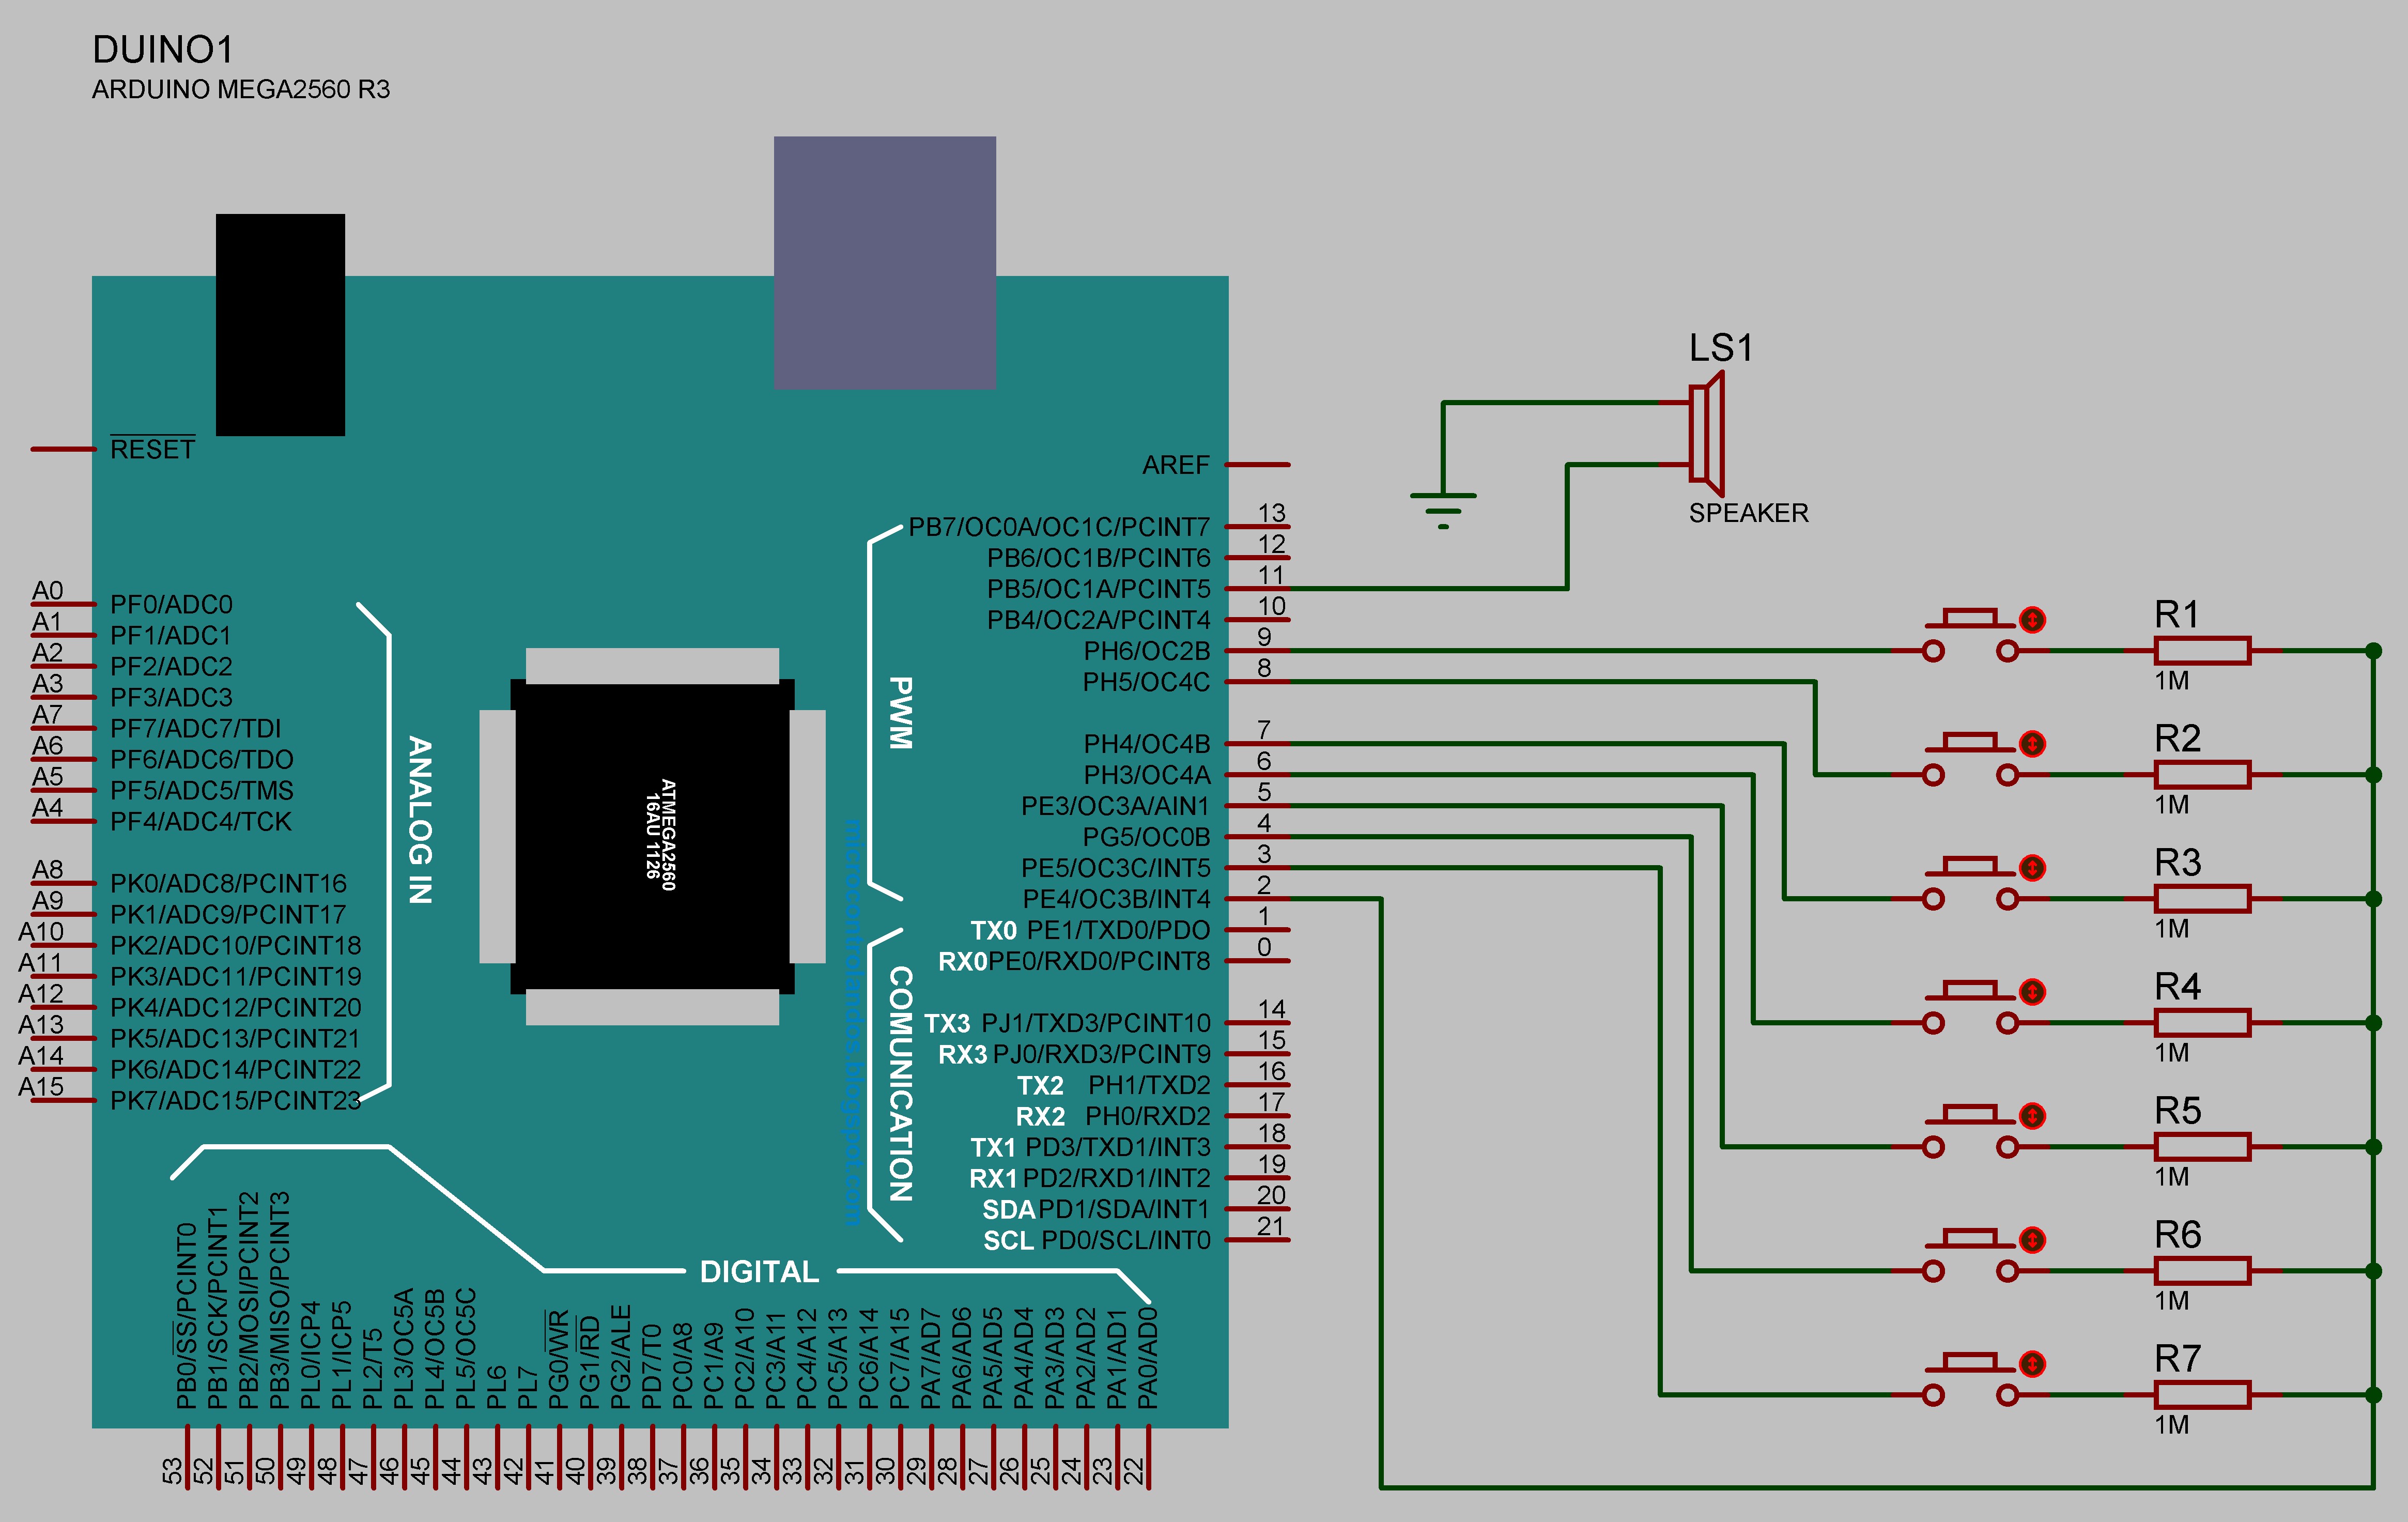 DUINO1
ARDUINO MEGA2560 R3
RESET
AREF
A0 PF0/ADC0
A1 PF1/ADC1
A2 PF2/ADC2
A3 PF3/ADC3
A7 PF7/ADC7/TDI
A6 PF6/ADC6/TDO
A5 PF5/ADC5/TMS
A4 PF4/ADC4/TCK
A8 PK0/ADC8/PCINT16
A9 PK1/ADC9/PCINT17
A10 PK2/ADC10/PCINT18
A11 PK3/ADC11/PCINT19
A12 PK4/ADC12/PCINT20
A13 PK5/ADC13/PCINT21
A14 PK6/ADC14/PCINT22
A15 PK7/ADC15/PCINT23
ANALOG IN
ATMEGA2560
16AU 1126
microcontrolandos.blogspot.com
PWM
COMUNICATION
PB7/OC0A/OC1C/PCINT7 13
PB6/OC1B/PCINT6 12
PB5/OC1A/PCINT5 11
PB4/OC2A/PCINT4 10
PH6/OC2B 9
PH5/OC4C 8
PH4/OC4B 7
PH3/OC4A 6
PE3/OC3A/AIN1 5
PG5/OC0B 4
PE5/OC3C/INT5 3
PE4/OC3B/INT4 2
TX0 PE1/TXD0/PDO 1
RX0 PE0/RXD0/PCINT8 0
TX3 PJ1/TXD3/PCINT10 14
RX3 PJ0/RXD3/PCINT9 15
TX2 PH1/TXD2 16
RX2 PH0/RXD2 17
TX1 PD3/TXD1/INT3 18
RX1 PD2/RXD1/INT2 19
SDA PD1/SDA/INT1 20
SCL PD0/SCL/INT0 21
DIGITAL
PB0/SS/PCINT0 53
PB1/SCK/PCINT1 52
PB2/MOSI/PCINT2 51
PB3/MISO/PCINT3 50
PL0/ICP4 49
PL1/ICP5 48
PL2/T5 47
PL3/OC5A 46
PL4/OC5B 45
PL5/OC5C 44
PL6 43
PL7 42
PG0/WR 41
PG1/RD 40
PG2/ALE 39
PD7/T0 38
PC0/A8 37
PC1/A9 36
PC2/A10 35
PC3/A11 34
PC4/A12 33
PC5/A13 32
PC6/A14 31
PC7/A15 30
PA7/AD7 29
PA6/AD6 28
PA5/AD5 27
PA4/AD4 26
PA3/AD3 25
PA2/AD2 24
PA1/AD1 23
PA0/AD0 22
LS1
SPEAKER
R1
1M
R2
1M
R3
1M
R4
1M
R5
1M
R6
1M
R7
1M